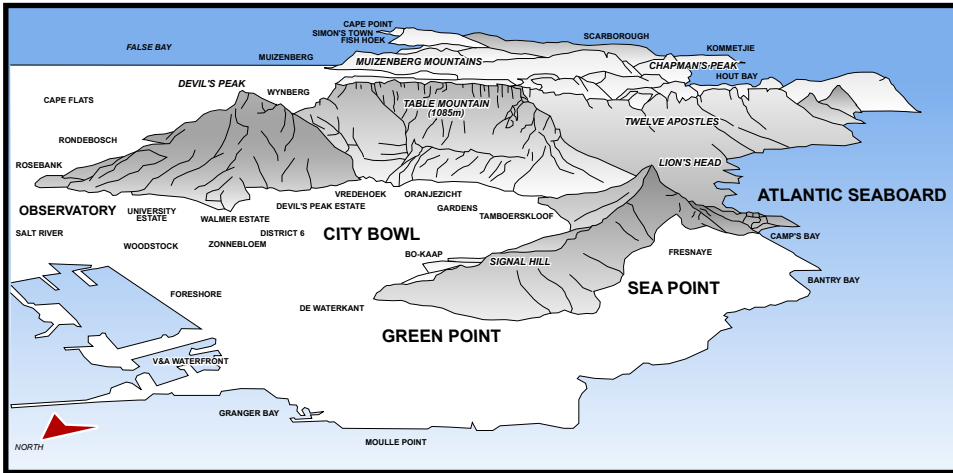 CAPE POINT
SIMON'S TOWN
FISH HOEK
SCARBOROUGH
FALSE BAY
KOMMETJIE
MUIZENBERG
MUIZENBERG MOUNTAINS
CHAPMAN'S PEAK
HOUT BAY
DEVIL'S PEAK
WYNBERG
CAPE FLATS
TABLE MOUNTAIN
(1085m)
TWELVE APOSTLES
RONDEBOSCH
LION'S HEAD
ROSEBANK
VREDEHOEK
ORANJEZICHT
ATLANTIC SEABOARD
OBSERVATORY
UNIVERSITY
ESTATE
WALMER ESTATE
DEVIL'S PEAK ESTATE
GARDENS
TAMBOERSKLOOF
SALT RIVER
WOODSTOCK
ZONNEBLOEM
DISTRICT 6
CITY BOWL
CAMP'S BAY
BO-KAAP
SIGNAL HILL
FRESNAYE
BANTRY BAY
FORESHORE
SEA POINT
DE WATERKANT
GREEN POINT
V&A WATERFRONT
GRANGER BAY
MOULLE POINT
NORTH